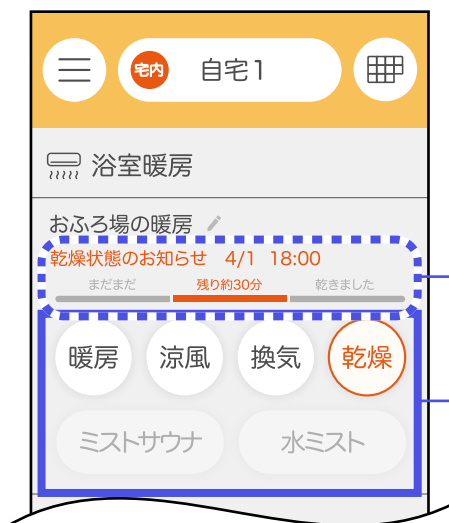 宅内 自宅1
浴室暖房
おふろ場の暖房
乾燥状態のお知らせ 4/1 18:00
まだまだ 残り約30分 乾きました
暖房 涼風 換気 乾燥
ミストサウナ 水ミスト